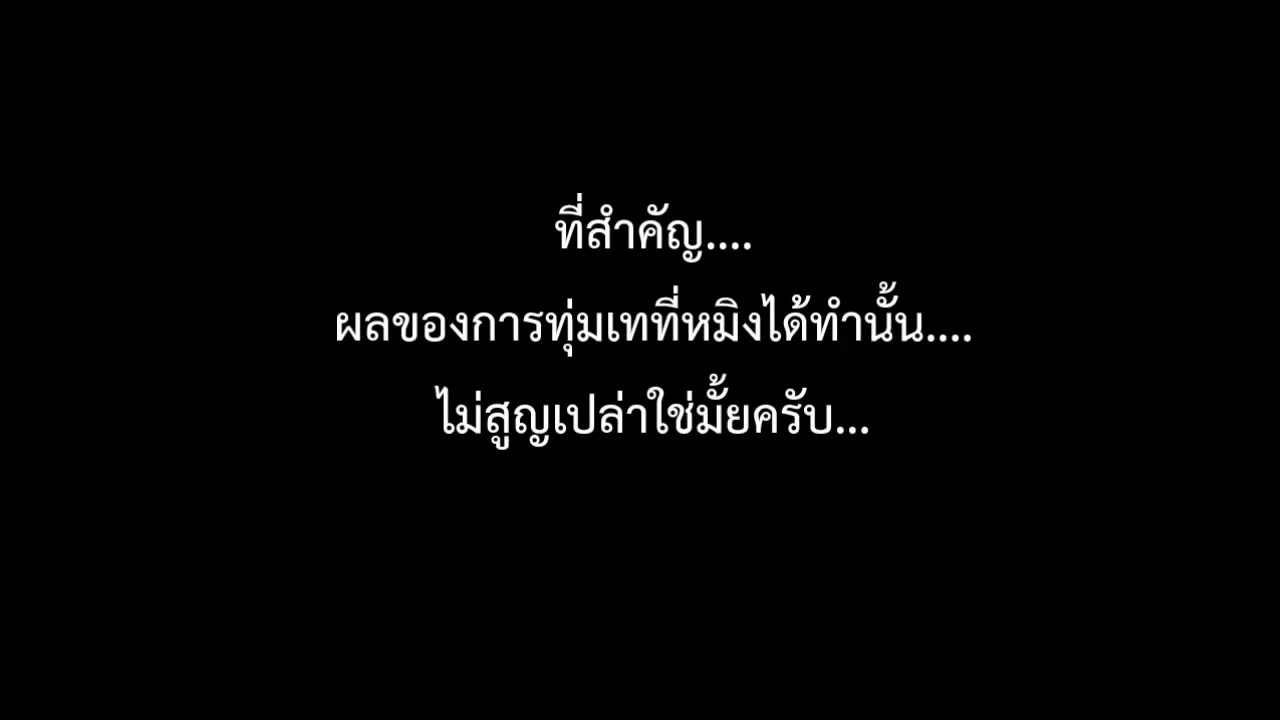 ที่สำคัญ....
ผลของการทุ่มเทที่หมิงได้ทำนั้น....
ไม่สูญเปล่าใช่มั้ยครับ...